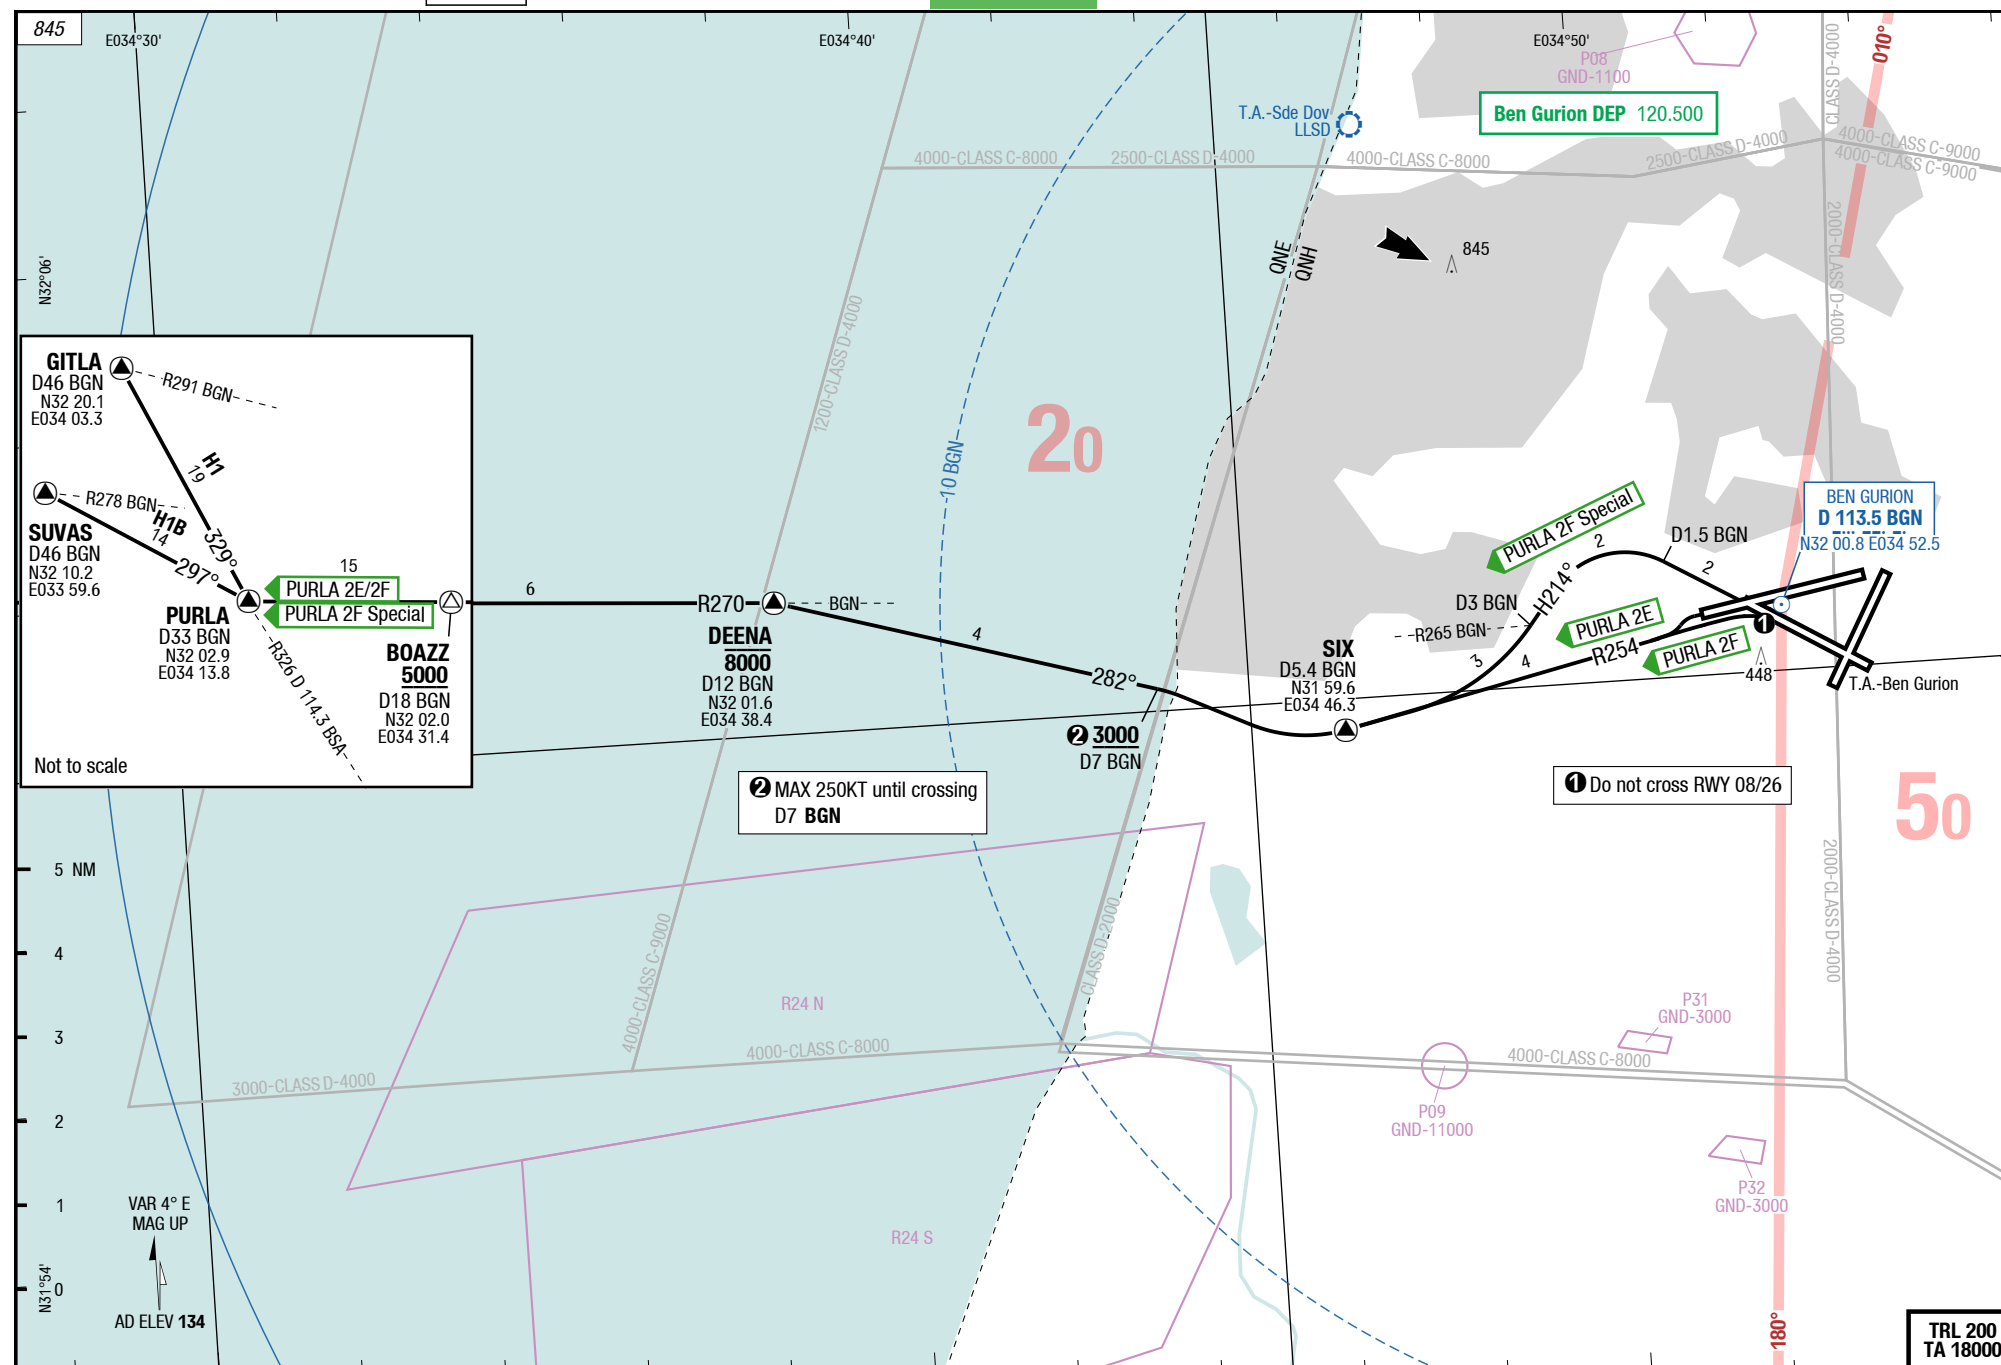 845
E034°30'
E034°40'
E034°50'
010°
P08
GND-1100
CLASS D-4000
T.A.-Sde Dov
LLSD
Ben Gurion DEP 120.500
4000-CLASS C-8000
2500-CLASS D-4000
4000-CLASS C-8000
2500-CLASS D-4000
4000-CLASS C-9000
4000-CLASS C-9000
2000-CLASS D-4000
N32°06'
QNE
QNH
845
1200-CLASS D-4000
GITLA
D46 BGN
N32 20.1
E034 03.3
R291 BGN
H1
19
329°
SUVAS
D46 BGN
N32 10.2
E033 59.6
R278 BGN
H1B
14
297°
15
PURLA 2E/2F
PURLA 2F Special
PURLA
D33 BGN
N32 02.9
E034 13.8
R326 D 114.3 BSA
BOAZZ
5000
D18 BGN
N32 02.0
E034 31.4
Not to scale
20
10 BGN
6
R270
BGN
DEENA
8000
D12 BGN
N32 01.6
E034 38.4
4
282°
2 3000
D7 BGN
SIX
D5.4 BGN
N31 59.6
E034 46.3
PURLA 2F Special
2
D1.5 BGN
2
H214°
D3 BGN
R265 BGN
3
4
PURLA 2E
R254
PURLA 2F
1
448
BEN GURION
D 113.5 BGN
N32 00.8 E034 52.5
T.A.-Ben Gurion
2 MAX 250KT until crossing
D7 BGN
1 Do not cross RWY 08/26
50
2000-CLASS D-4000
5 NM
4
3
2
1
0
4000-CLASS C-9000
CLASS D-2000
R24 N
4000-CLASS C-8000
3000-CLASS D-4000
4000-CLASS C-8000
P31
GND-3000
P09
GND-11000
P32
GND-3000
R24 S
VAR 4° E
MAG UP
N31°54'
AD ELEV 134
180°
TRL 200
TA 18000